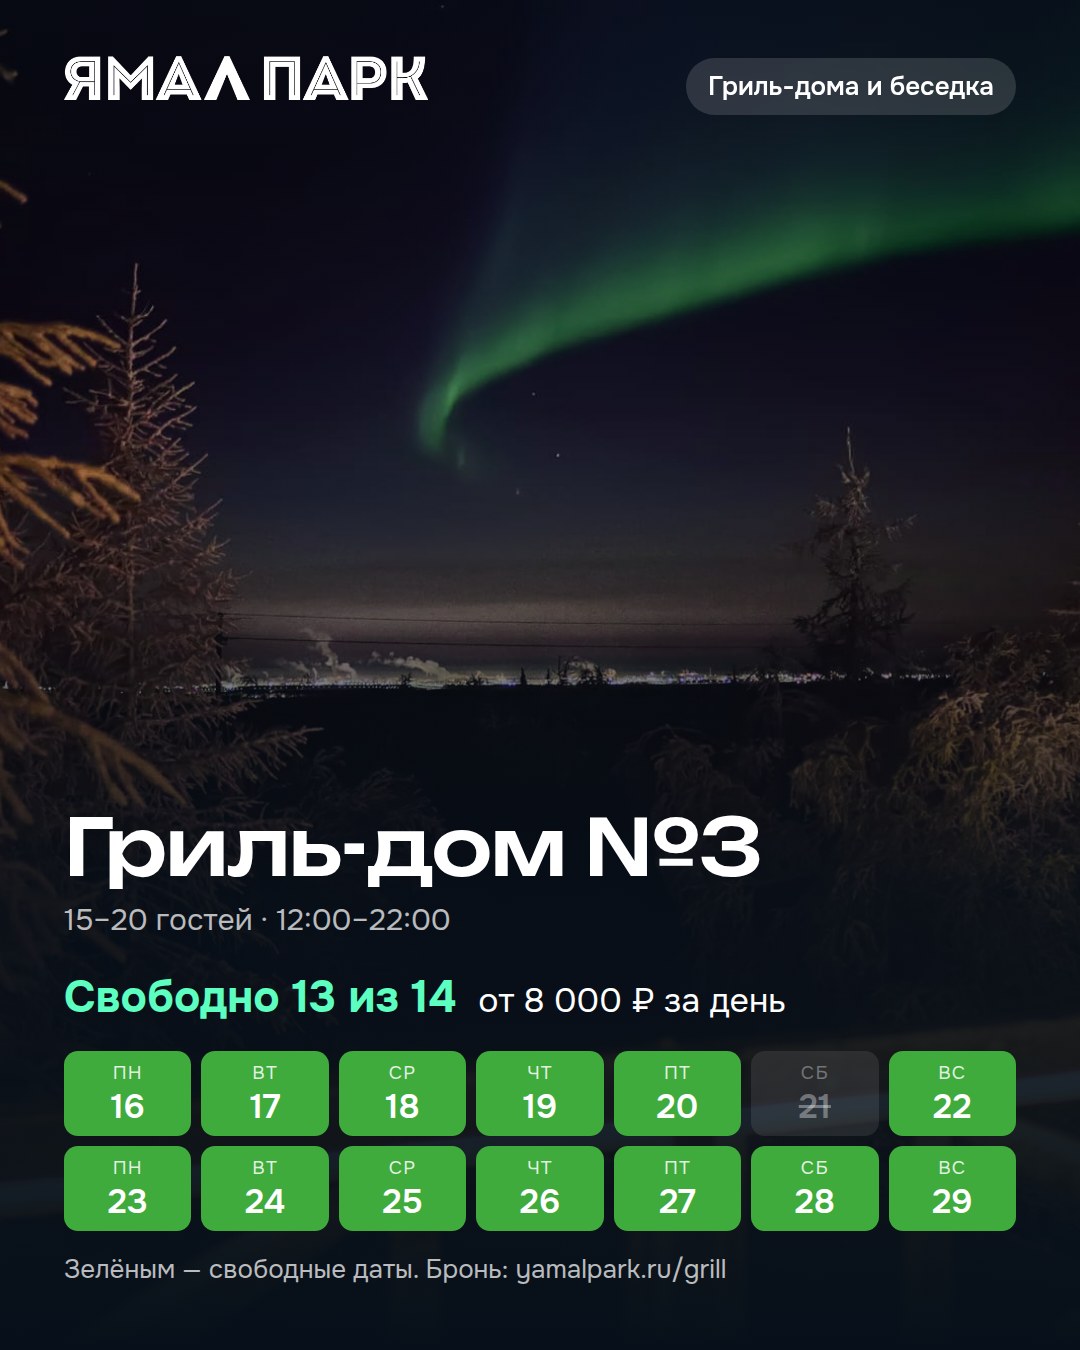 ЯМАЛ ПАРК
Гриль-дома и беседка
Гриль-дом №3
15–20 гостей · 12:00–22:00
Свободно 13 из 14 от 8 000 ₽ за день
ПН ВТ СР ЧТ ПТ СБ ВС
16 17 18 19 20 21 22
ПН ВТ СР ЧТ ПТ СБ ВС
23 24 25 26 27 28 29
Зелёным — свободные даты. Бронь: yamalpark.ru/grill